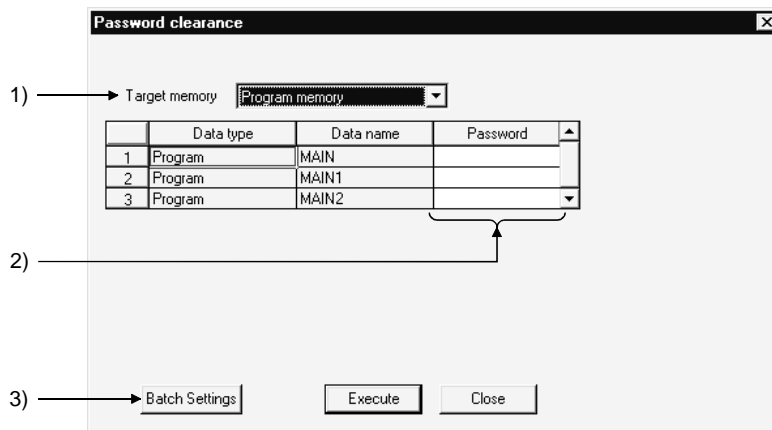 Password clearance
1) Target memory Program memory
Data type Data name Password
1 Program MAIN
2 Program MAIN1
3 Program MAIN2
2)
3) Batch Settings Execute Close